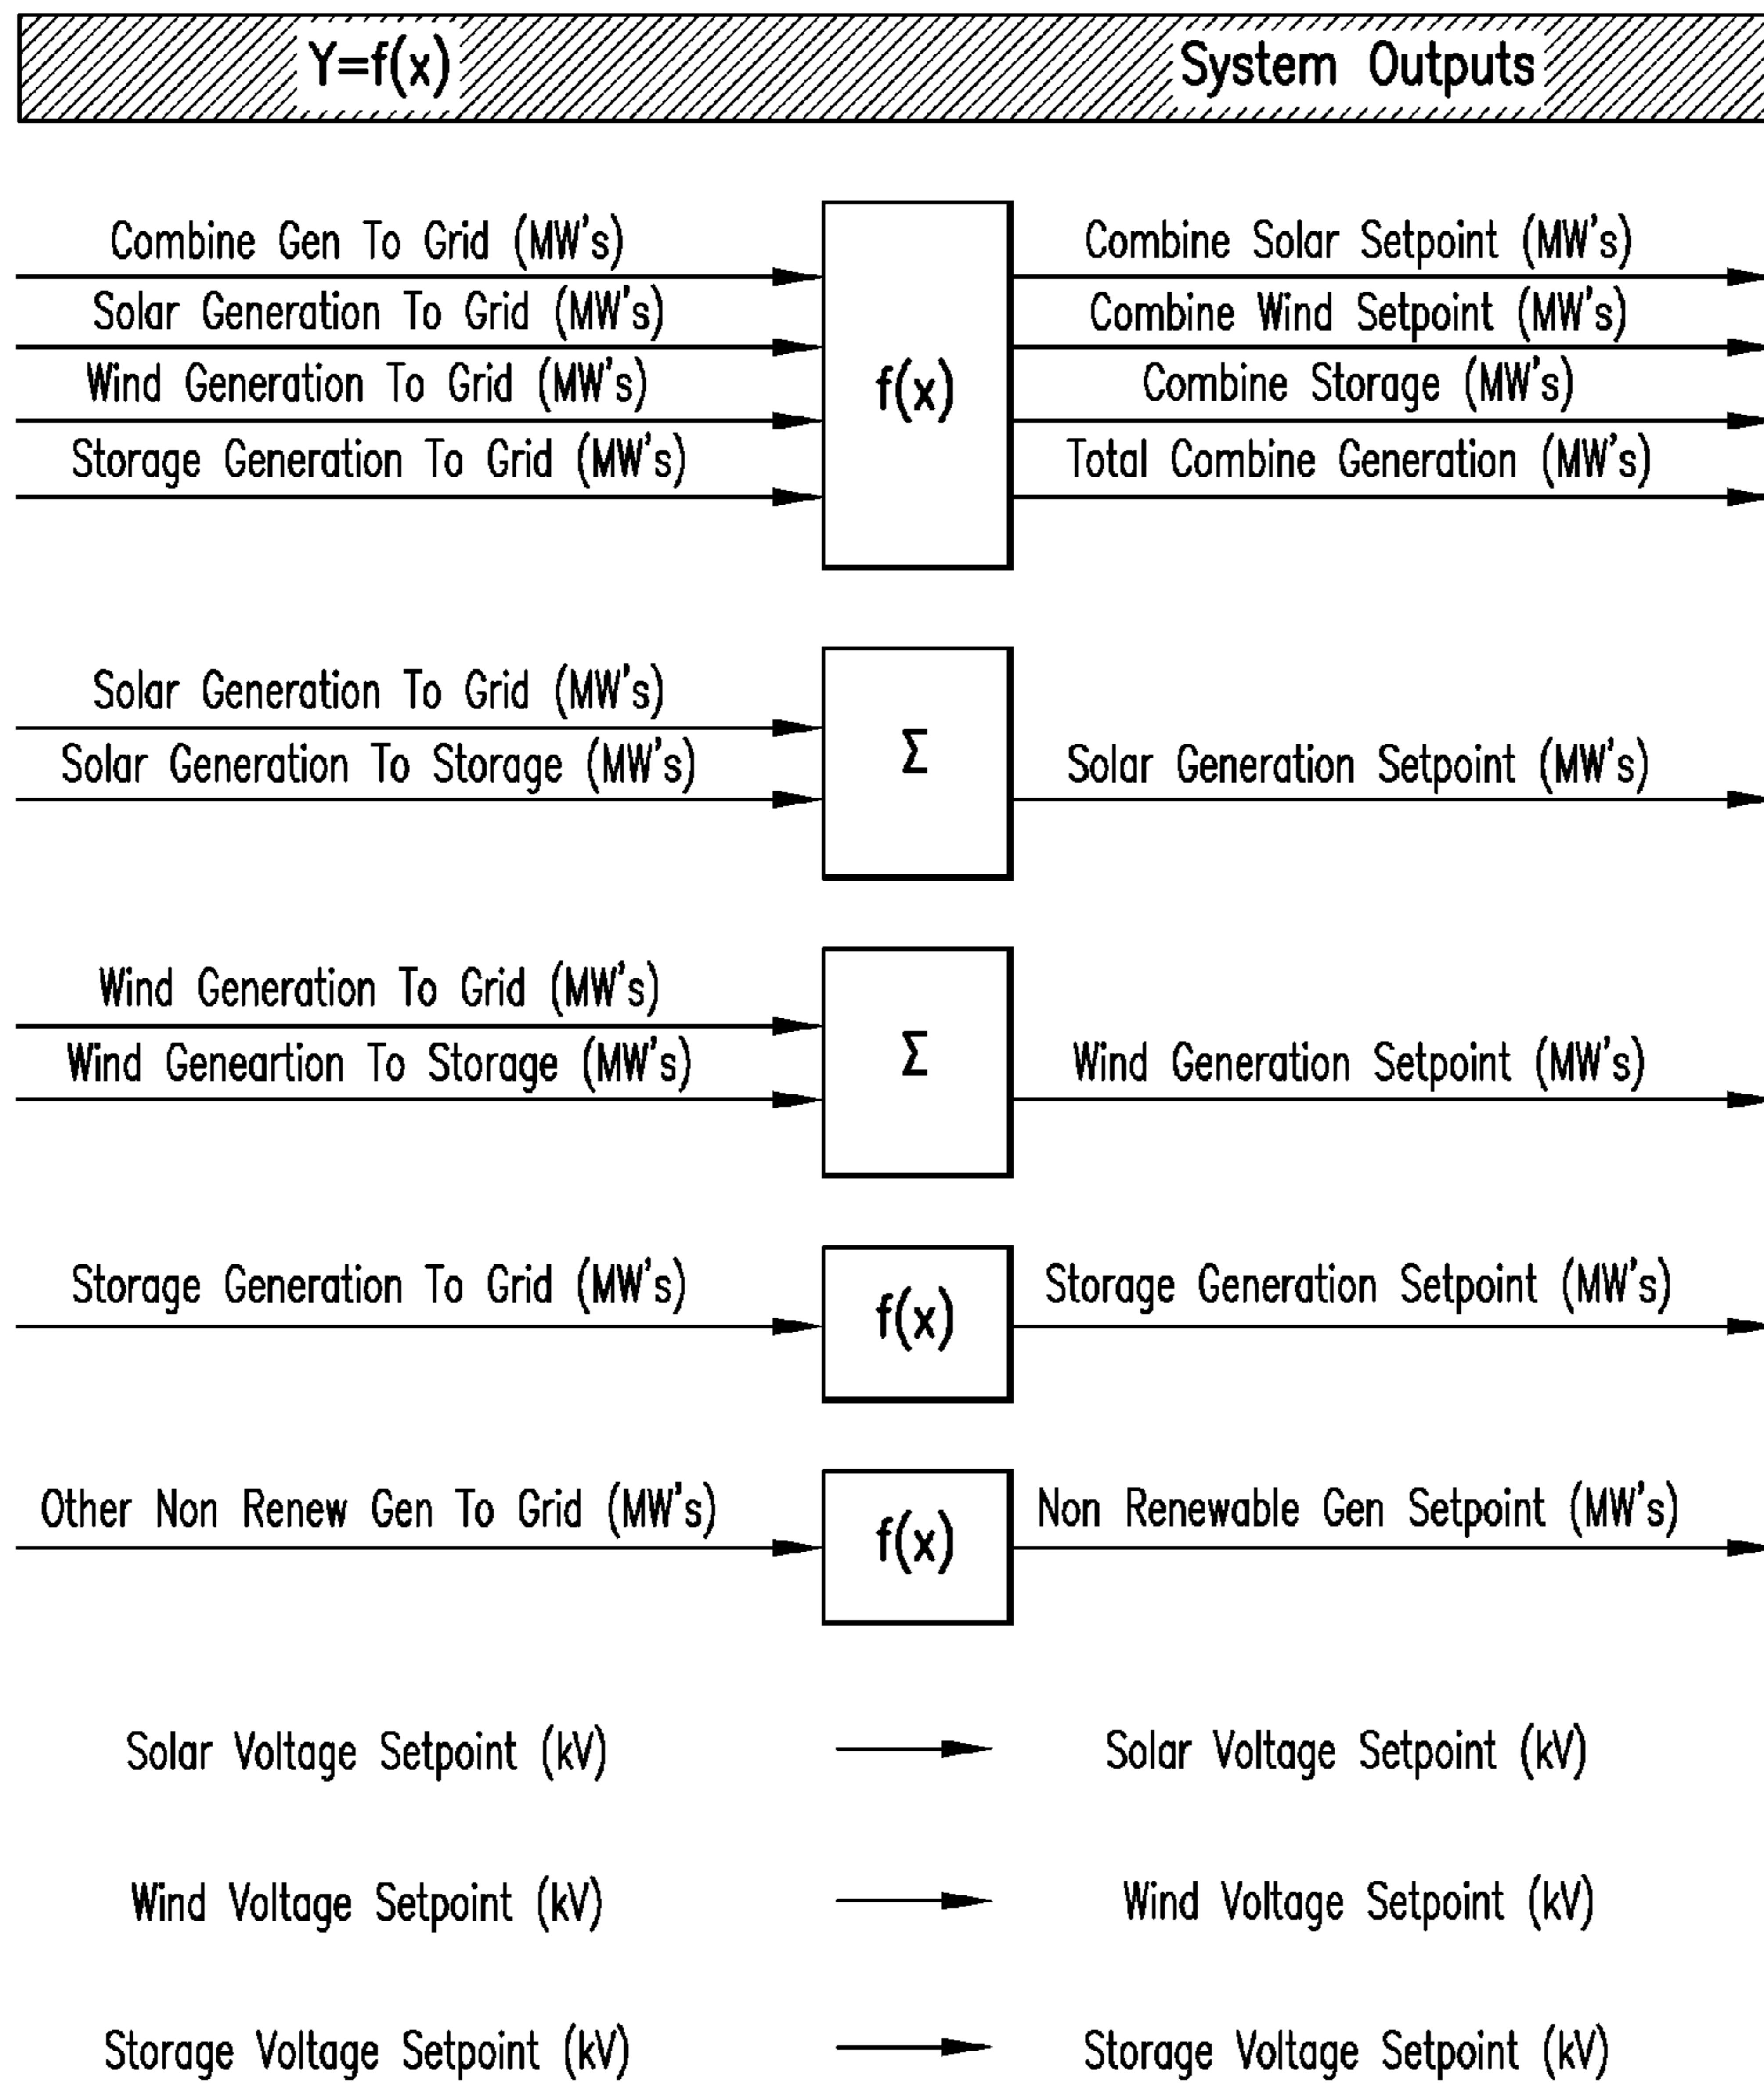 Y=f(x) System Outputs
Combine Gen To Grid (MW's) Combine Solar Setpoint (MW's)
Solar Generation To Grid (MW's) Combine Wind Setpoint (MW's)
Wind Generation To Grid (MW's) f(x) Combine Storage (MW's)
Storage Generation To Grid (MW's) Total Combine Generation (MW's)
Solar Generation To Grid (MW's)
Solar Generation To Storage (MW's) Σ Solar Generation Setpoint (MW's)
Wind Generation To Grid (MW's)
Wind Geneartion To Storage (MW's) Σ Wind Generation Setpoint (MW's)
Storage Generation To Grid (MW's) f(x) Storage Generation Setpoint (MW's)
Other Non Renew Gen To Grid (MW's) f(x) Non Renewable Gen Setpoint (MW's)
Solar Voltage Setpoint (kV) Solar Voltage Setpoint (kV)
Wind Voltage Setpoint (kV) Wind Voltage Setpoint (kV)
Storage Voltage Setpoint (kV) Storage Voltage Setpoint (kV)